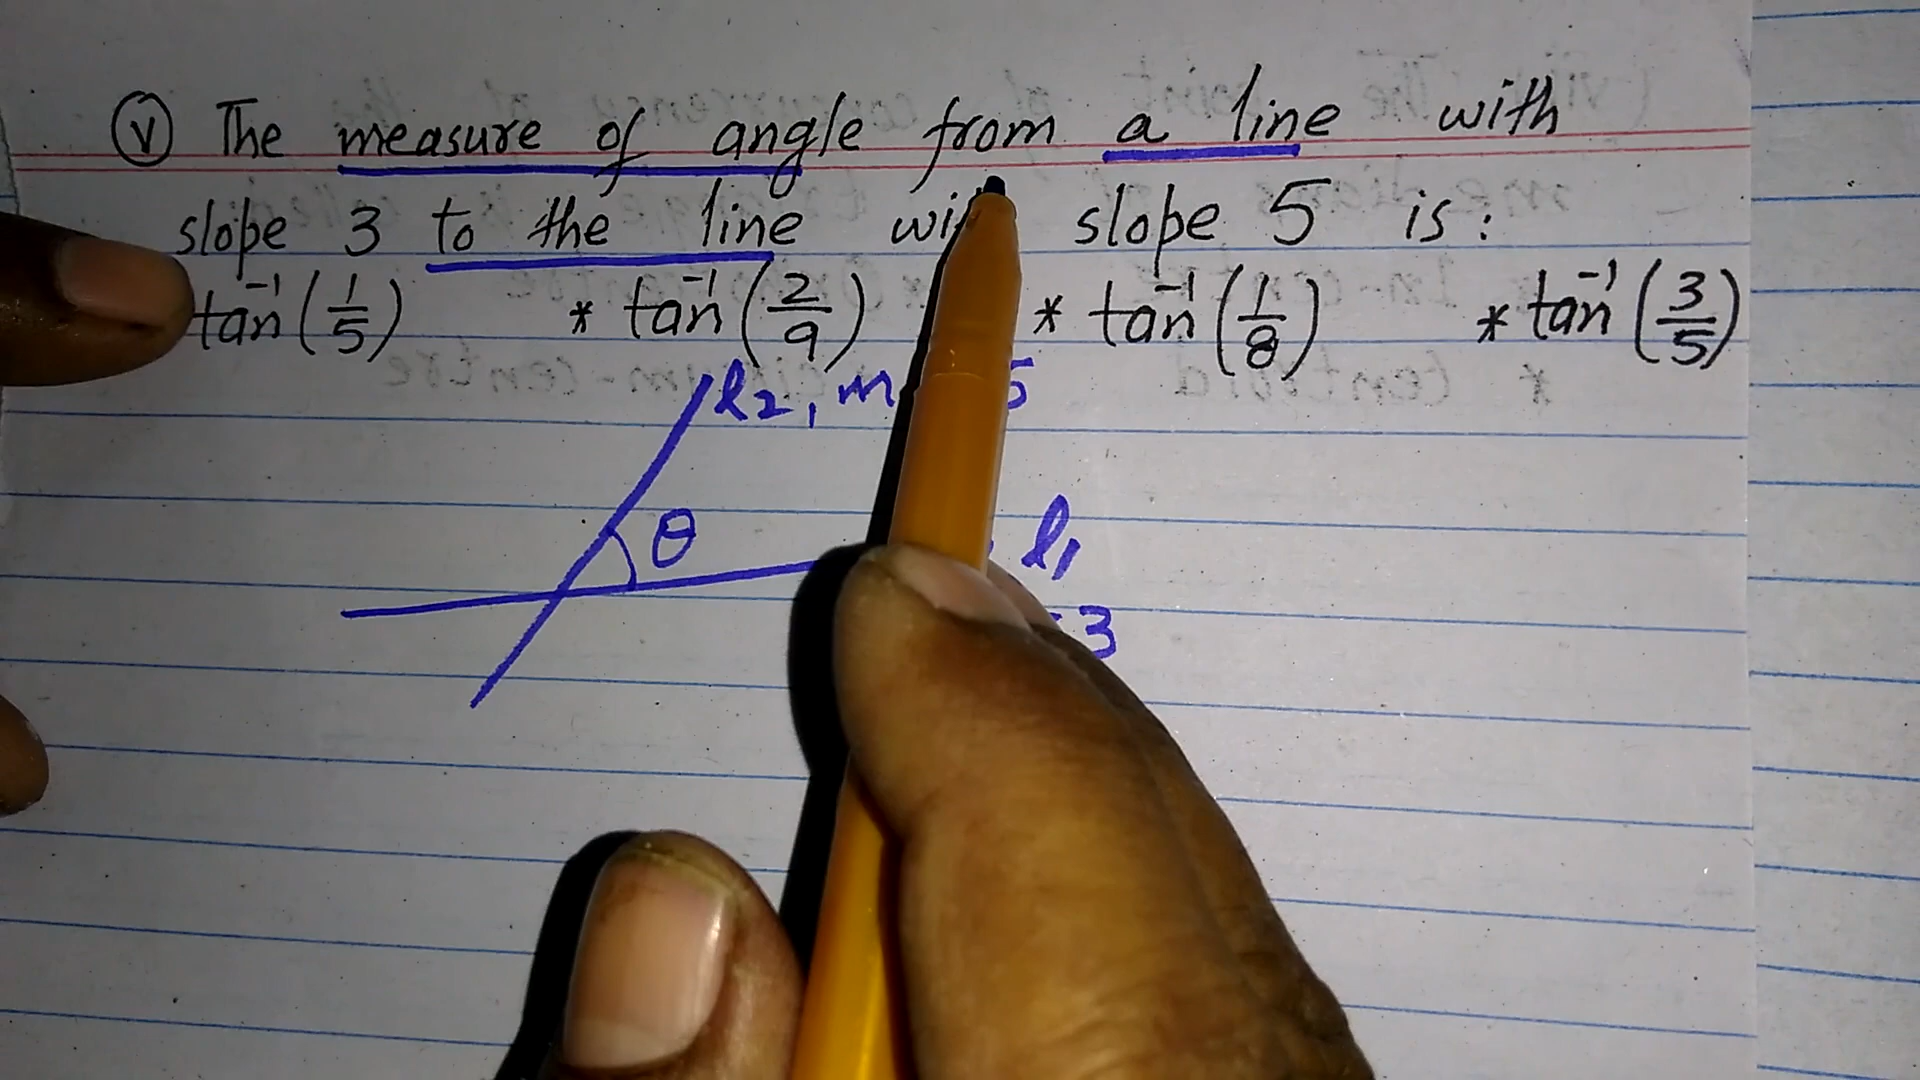 (v) The measure of angle from a line with
slope 3 to the line slope 5 is:
tan⁻¹(1/5) * tan⁻¹(2/9) * tan⁻¹(1/8) * tan⁻¹(3/5)
l₂, m 5
θ
l₁
3